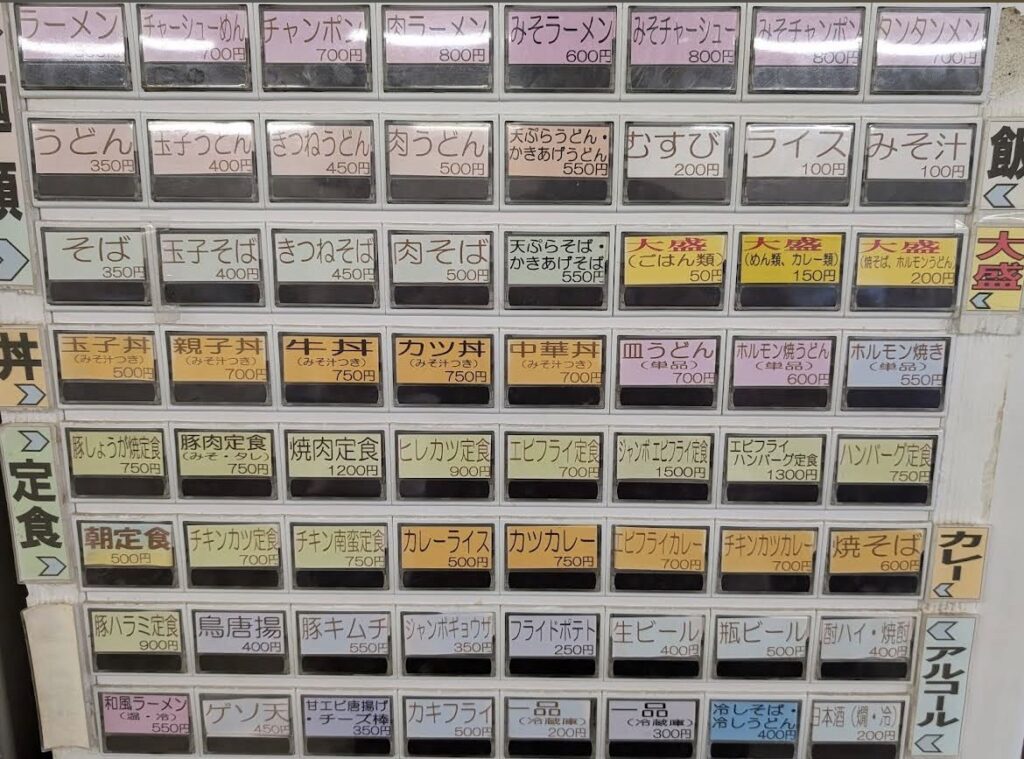 ラーメン
チャーシューめん
700円
チャンポン
700円
肉ラーメン
800円
みそラーメン
600円
みそチャーシュー
800円
みそチャンポン
800円
タンタンメン
700円
麺
類
うどん
350円
玉子うどん
400円
きつねうどん
450円
肉うどん
500円
天ぷらうどん・
かきあげうどん
550円
むすび
200円
ライス
100円
みそ汁
100円
飯
そば
350円
玉子そば
400円
きつねそば
450円
肉そば
500円
天ぷらそば・
かきあげそば
550円
大盛
(ごはん類)
50円
大盛
(めん類、カレー類)
150円
大盛
(焼そば、ホルモンうどん)
200円
大盛
丼
玉子丼
(みそ汁つき)
500円
親子丼
(みそ汁つき)
700円
牛丼
(みそ汁つき)
750円
カツ丼
(みそ汁つき)
750円
中華丼
(みそ汁つき)
700円
皿うどん
(単品)
700円
ホルモン焼うどん
(単品)
600円
ホルモン焼き
(単品)
550円
定食
豚しょうが焼定食
750円
豚肉定食
(みそ・タレ)
750円
焼肉定食
1200円
ヒレカツ定食
900円
エビフライ定食
700円
ジャンボエビフライ定食
1500円
エビフライ
ハンバーグ定食
1300円
ハンバーグ定食
750円
朝定食
500円
チキンカツ定食
700円
チキン南蛮定食
750円
カレーライス
500円
カツカレー
750円
エビフライカレー
700円
チキンカツカレー
700円
焼そば
600円
カレー
豚ハラミ定食
900円
鳥唐揚
400円
豚キムチ
550円
ジャンボギョウザ
350円
フライドポテト
250円
生ビール
400円
瓶ビール
500円
酎ハイ・焼酎
400円
アルコール
和風ラーメン
(温・冷)
550円
ゲソ天
450円
甘エビ唐揚げ
・チーズ棒
350円
カキフライ
500円
一品
(冷蔵庫)
200円
一品
(冷蔵庫)
300円
冷しそば・
冷しうどん
400円
日本酒(燗・冷)
200円